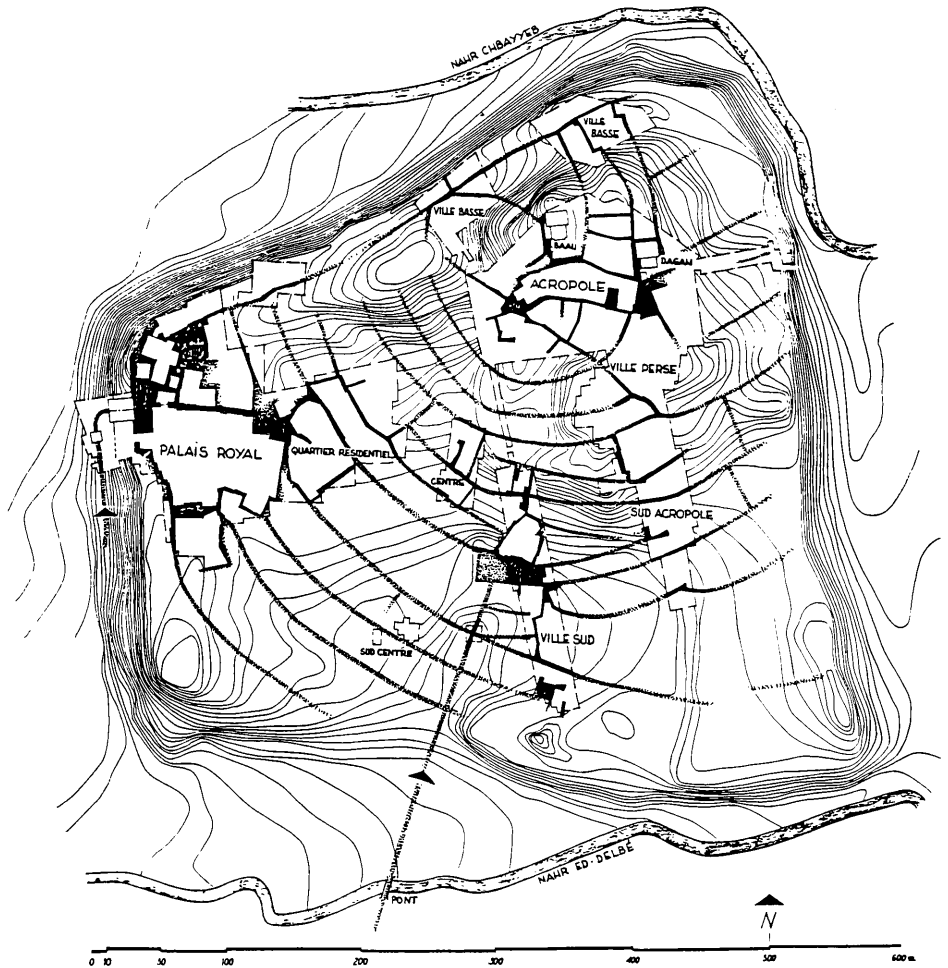 NAHR CHBAYYEB
VILLE
BASSE
VILLE BASSE
BAAL
DAGAN
ACROPOLE
VILLE PERSE
PALAIS ROYAL
QUARTIER RESIDENTIEL
CENTRE
SUD ACROPOLE
VILLE SUD
SUD CENTRE
NAHR ED-DELBE
PONT
N
0 10 50 100 200 300 400 500 600 m.